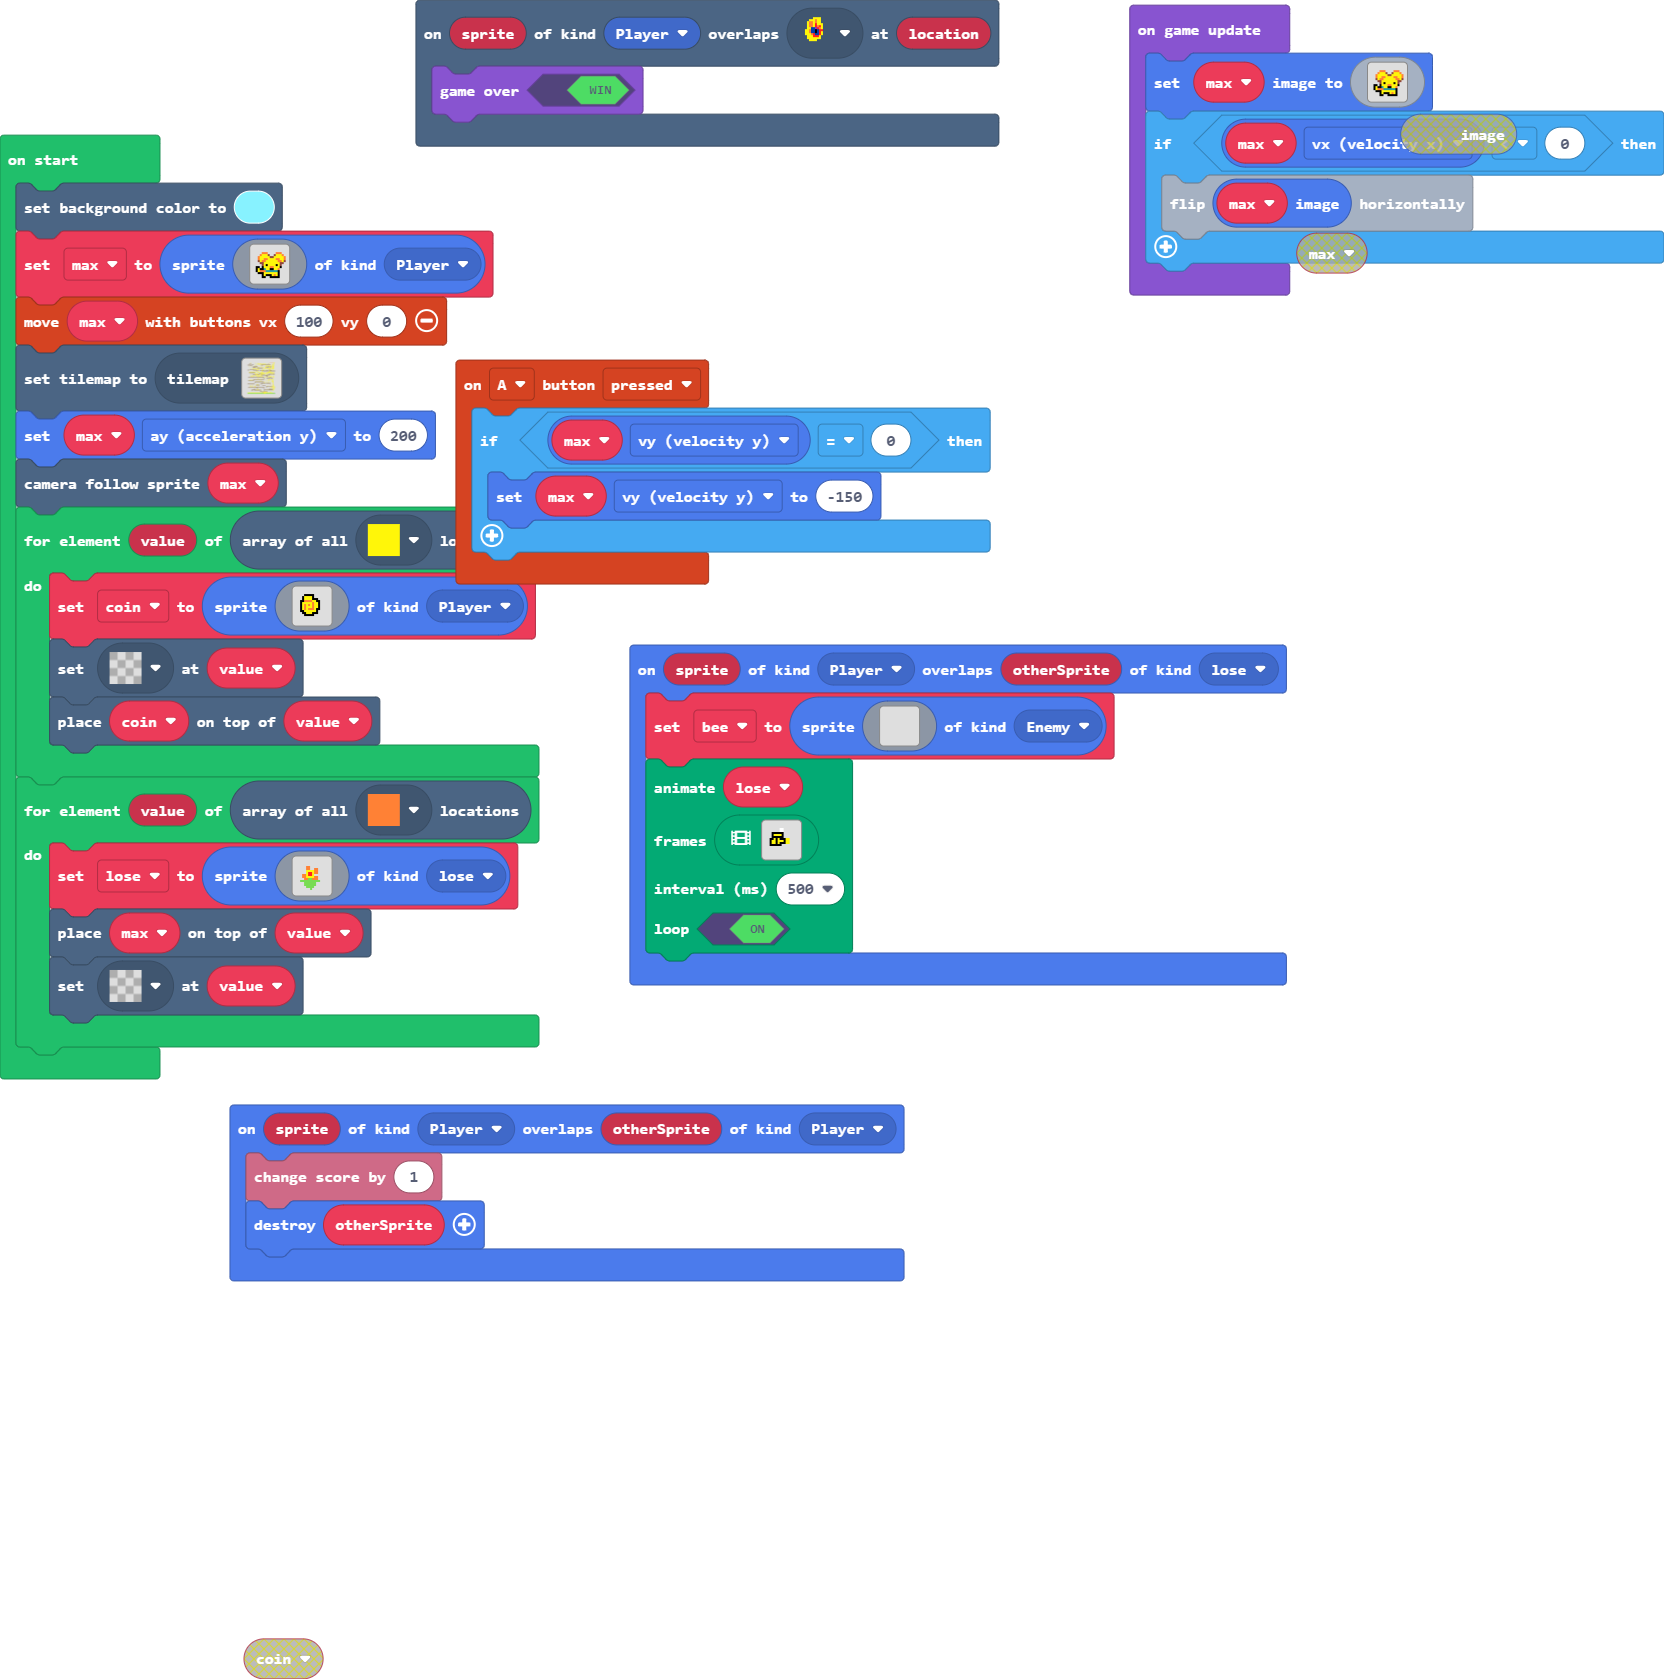 on sprite of kind Player overlaps at location
game over WIN
on game update
set max image to
if max vx (velocity x) < 0 then
image
flip max image horizontally
max
on start
set background color to
set max to sprite of kind Player
move max with buttons vx 100 vy 0
set tilemap to tilemap
set max ay (acceleration y) to 200
camera follow sprite max
for element value of array of all lo
do
set coin to sprite of kind Player
set at value
place coin on top of value
for element value of array of all locations
do
set lose to sprite of kind lose
place max on top of value
set at value
on A button pressed
if max vy (velocity y) = 0 then
set max vy (velocity y) to -150
on sprite of kind Player overlaps otherSprite of kind lose
set bee to sprite of kind Enemy
animate lose
frames
interval (ms) 500
loop ON
on sprite of kind Player overlaps otherSprite of kind Player
change score by 1
destroy otherSprite
coin